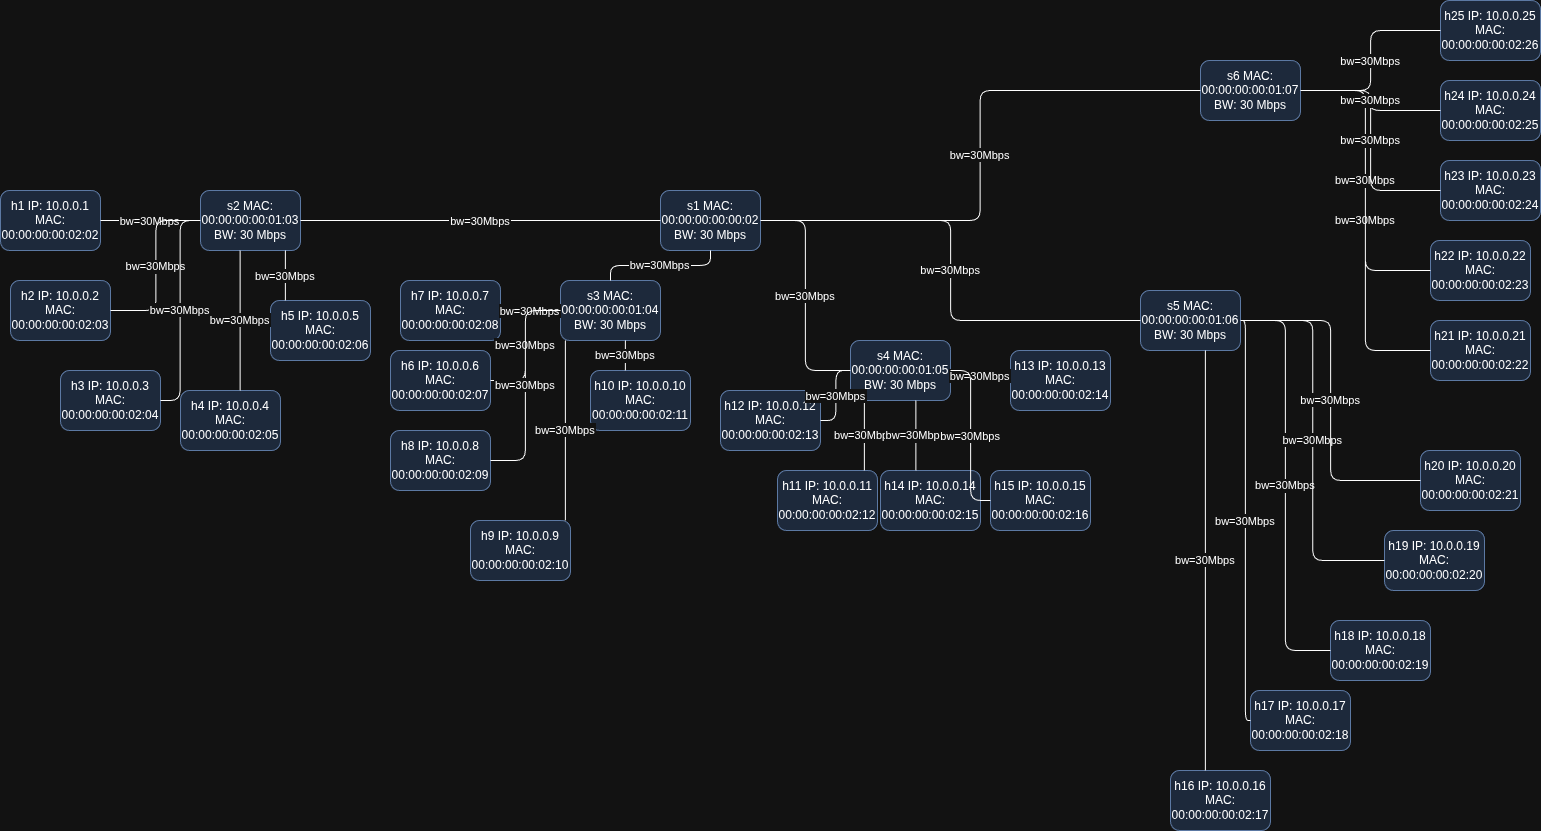 h25 IP: 10.0.0.25
MAC:
00:00:00:00:02:26
bw=30Mbps
s6 MAC:
00:00:00:00:01:07
BW: 30 Mbps
h24 IP: 10.0.0.24
MAC:
00:00:00:00:02:25
bw=30Mbps
bw=30Mbps
bw=30Mbps
h23 IP: 10.0.0.23
MAC:
00:00:00:00:02:24
bw=30Mbps
bw=30Mbps
h1 IP: 10.0.0.1
MAC:
00:00:00:00:02:02
bw=30Mbps
s2 MAC:
00:00:00:00:01:03
BW: 30 Mbps
bw=30Mbps
s1 MAC:
00:00:00:00:00:02
BW: 30 Mbps
h22 IP: 10.0.0.22
MAC:
00:00:00:00:02:23
bw=30Mbps
bw=30Mbps
bw=30Mbps
bw=30Mbps
h2 IP: 10.0.0.2
MAC:
00:00:00:00:02:03
bw=30Mbps
bw=30Mbps
h5 IP: 10.0.0.5
MAC:
00:00:00:00:02:06
h7 IP: 10.0.0.7
MAC:
00:00:00:00:02:08
bw=30Mbps
s3 MAC:
00:00:00:00:01:04
BW: 30 Mbps
bw=30Mbps
s5 MAC:
00:00:00:00:01:06
BW: 30 Mbps
h21 IP: 10.0.0.21
MAC:
00:00:00:00:02:22
bw=30Mbps
bw=30Mbps
h6 IP: 10.0.0.6
MAC:
00:00:00:00:02:07
bw=30Mbps
s4 MAC:
00:00:00:00:01:05
BW: 30 Mbps
bw=30Mbps
h13 IP: 10.0.0.13
MAC:
00:00:00:00:02:14
h3 IP: 10.0.0.3
MAC:
00:00:00:00:02:04
h4 IP: 10.0.0.4
MAC:
00:00:00:00:02:05
h10 IP: 10.0.0.10
MAC:
00:00:00:00:02:11
bw=30Mbps
h12 IP: 10.0.0.12
MAC:
00:00:00:00:02:13
bw=30Mbps
h8 IP: 10.0.0.8
MAC:
00:00:00:00:02:09
bw=30Mbps
bw=30Mbps
bw=30Mbps
bw=30Mbps
bw=30Mbps
h20 IP: 10.0.0.20
MAC:
00:00:00:00:02:21
bw=30Mbps
h11 IP: 10.0.0.11
MAC:
00:00:00:00:02:12
h14 IP: 10.0.0.14
MAC:
00:00:00:00:02:15
h15 IP: 10.0.0.15
MAC:
00:00:00:00:02:16
bw=30Mbps
h9 IP: 10.0.0.9
MAC:
00:00:00:00:02:10
h19 IP: 10.0.0.19
MAC:
00:00:00:00:02:20
bw=30Mbps
h18 IP: 10.0.0.18
MAC:
00:00:00:00:02:19
h17 IP: 10.0.0.17
MAC:
00:00:00:00:02:18
h16 IP: 10.0.0.16
MAC:
00:00:00:00:02:17